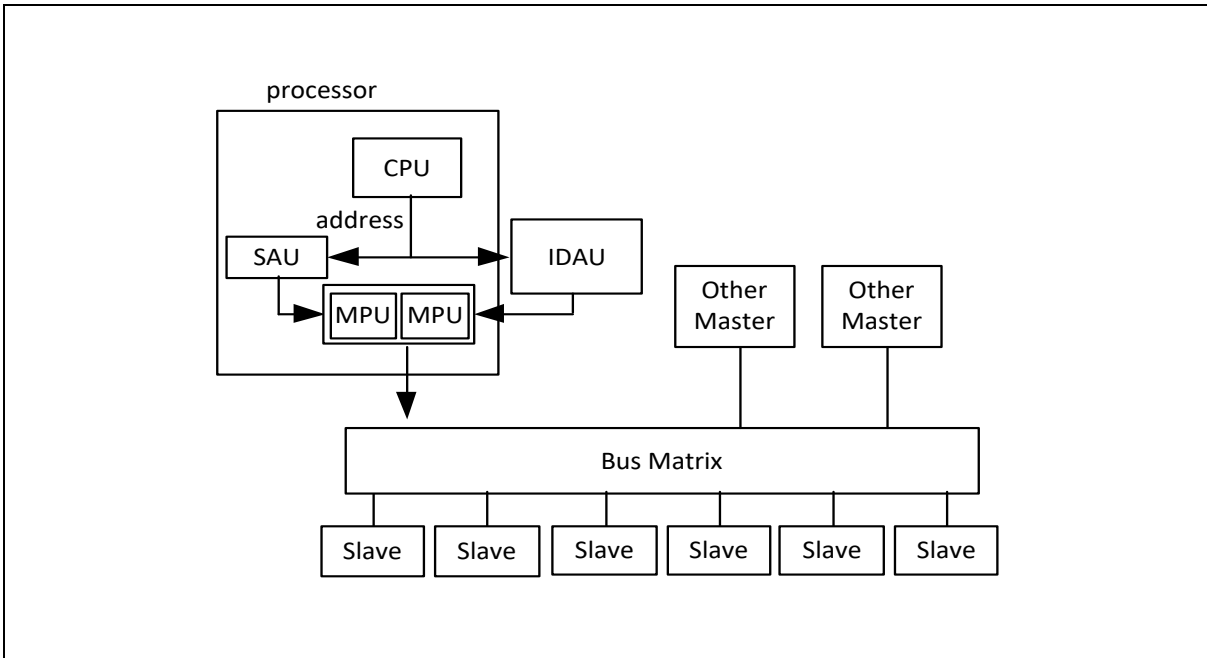 processor
CPU
address
SAU
IDAU
MPU MPU
Other
Master
Other
Master
Bus Matrix
Slave Slave Slave Slave Slave Slave